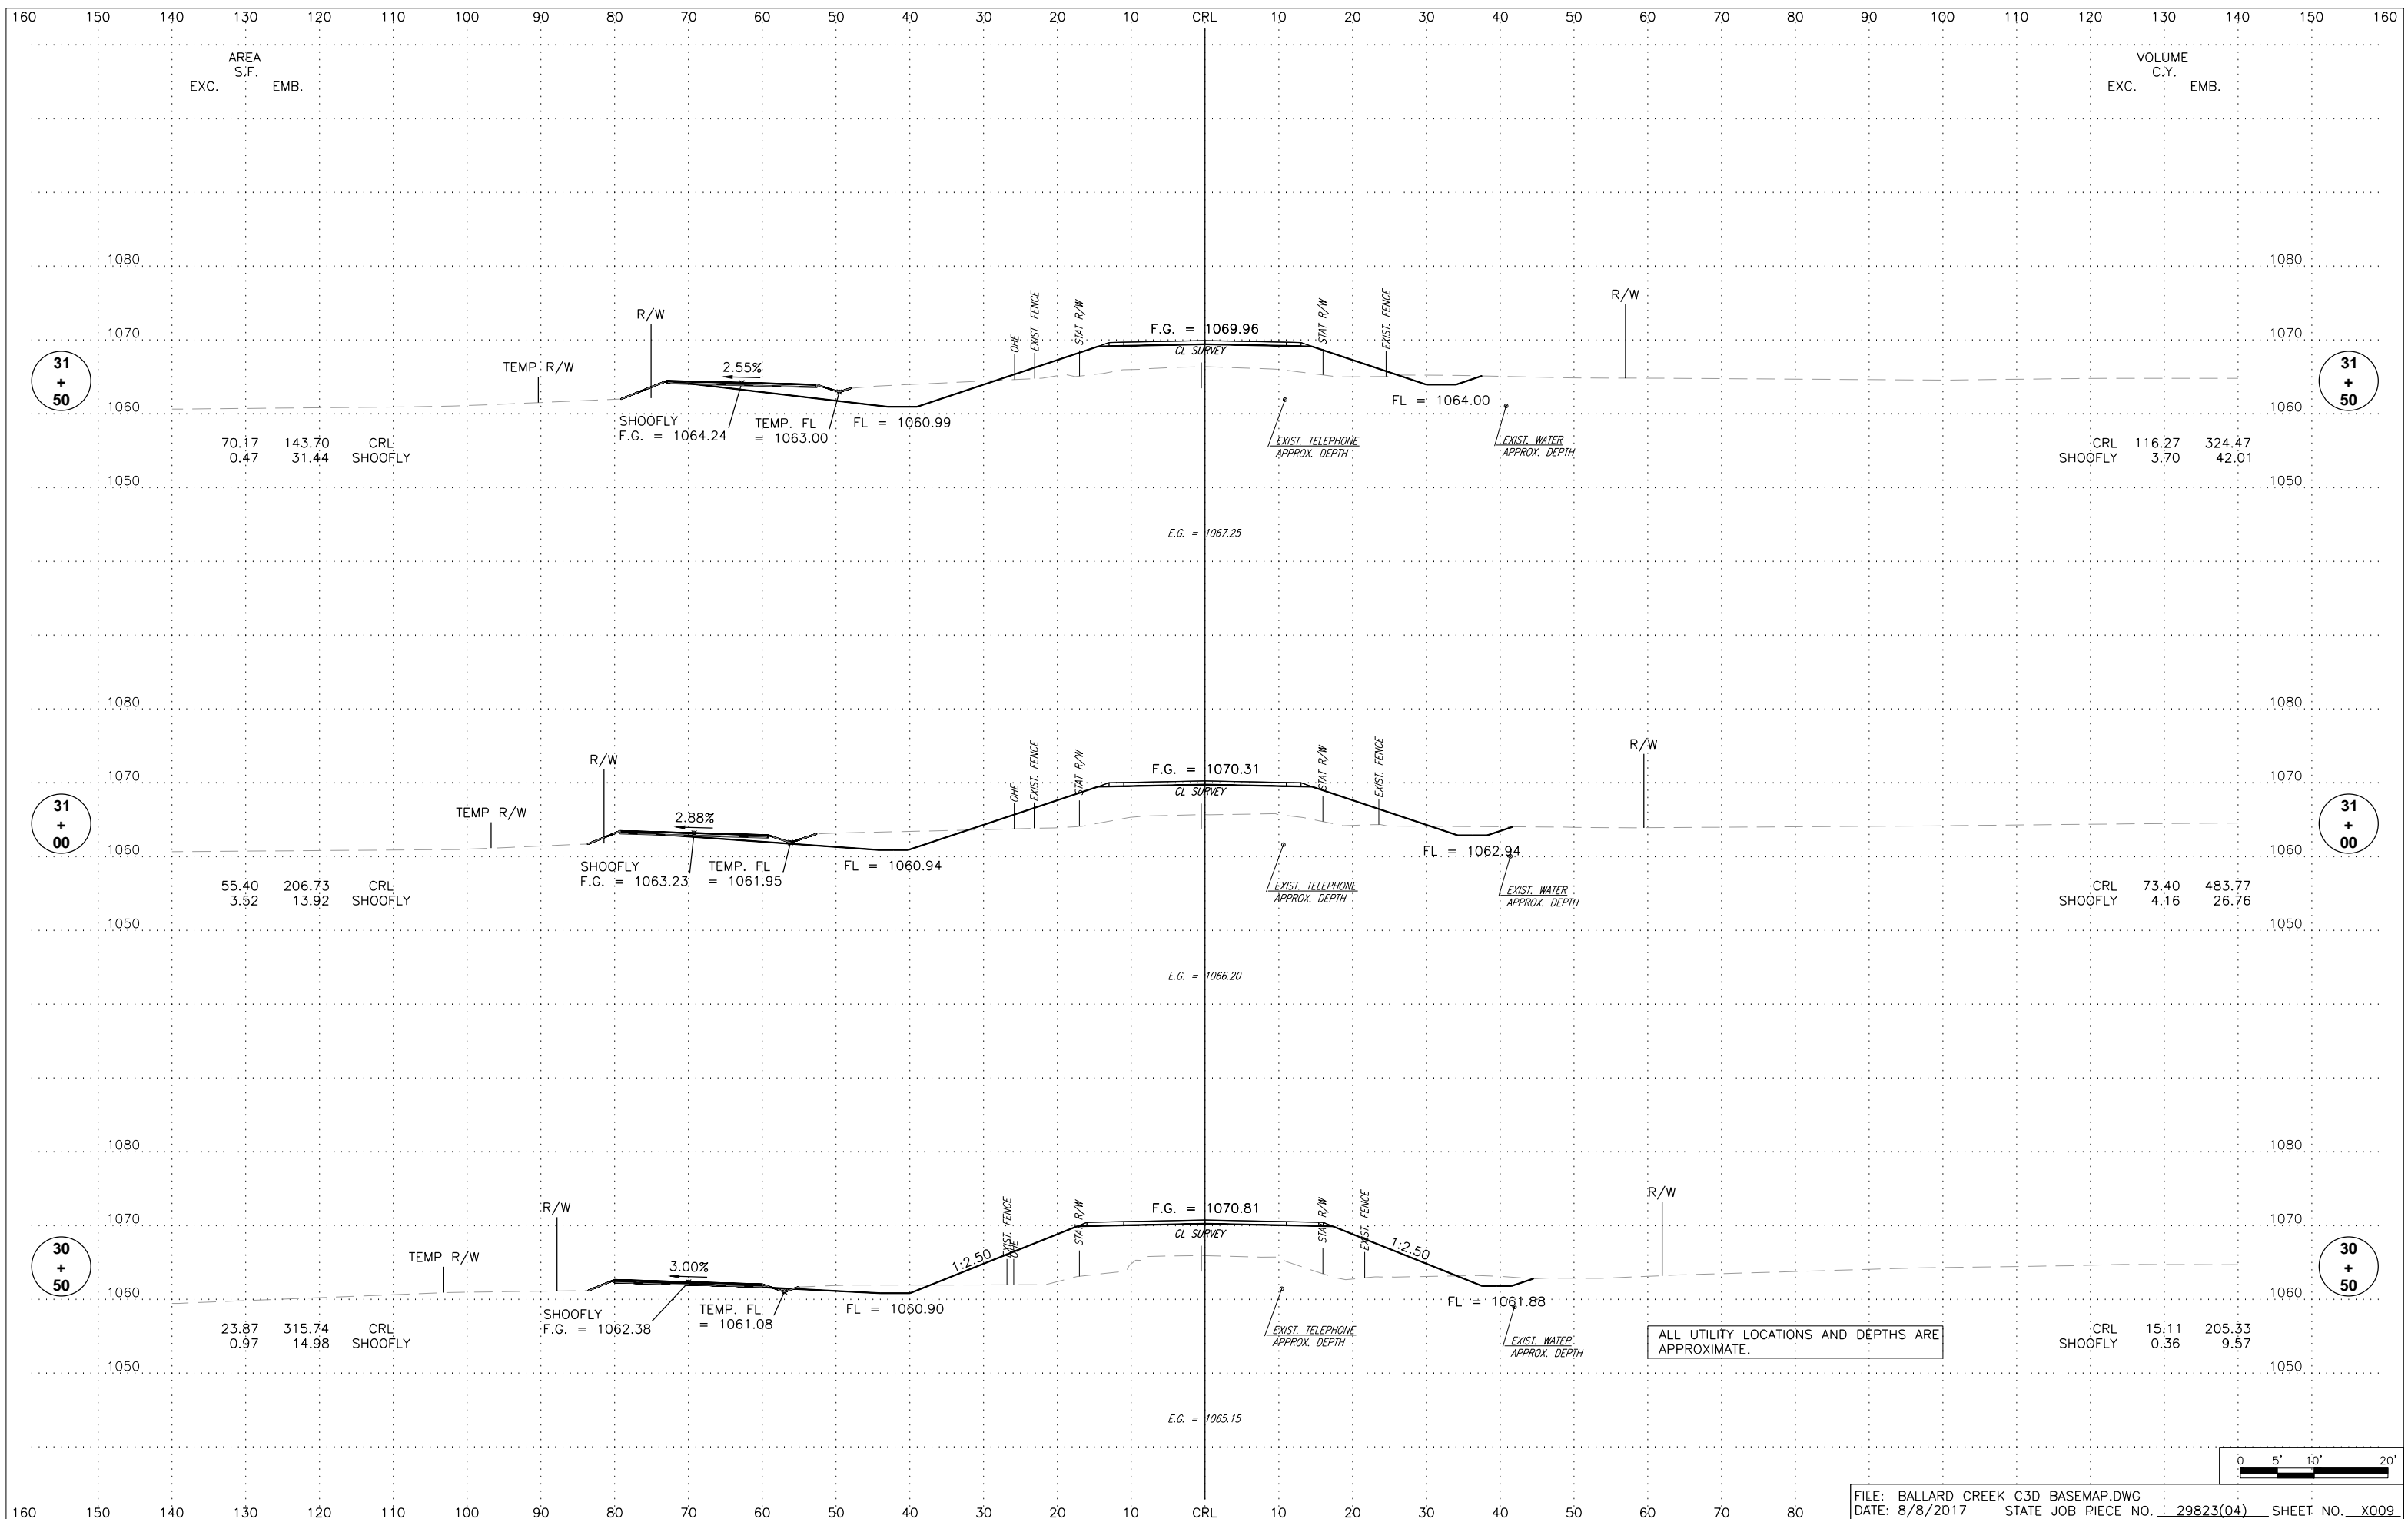 160 150 140 130 120 110 100 90 80 70 60 50 40 30 20 10 CRL 10 20 30 40 50 60 70 80 90 100 110 120 130 140 150 160
AREA
S.F.
EXC. EMB.
VOLUME
C.Y.
EXC. EMB.
1080 1080
R/W
OHE
EXIST. FENCE
STAT R/W
F.G. = 1069.96
CL SURVEY
STAT R/W
EXIST. FENCE
R/W
1070 1070
TEMP R/W
2.55%
31
+
50
31
+
50
1060 1060
SHOOFLY
F.G. = 1064.24
TEMP. FL
= 1063.00
FL = 1060.99
FL = 1064.00
EXIST. TELEPHONE
APPROX. DEPTH
EXIST. WATER
APPROX. DEPTH
70.17 143.70 CRL
0.47 31.44 SHOOFLY
CRL 116.27 324.47
SHOOFLY 3.70 42.01
1050 1050
E.G. = 1067.25
1080 1080
R/W
OHE
EXIST. FENCE
STAT R/W
F.G. = 1070.31
CL SURVEY
STAT R/W
EXIST. FENCE
R/W
1070 1070
TEMP R/W
2.88%
31
+
00
31
+
00
1060 1060
SHOOFLY
F.G. = 1063.23
TEMP. FL
= 1061.95
FL = 1060.94
FL = 1062.94
EXIST. TELEPHONE
APPROX. DEPTH
EXIST. WATER
APPROX. DEPTH
55.40 206.73 CRL
3.52 13.92 SHOOFLY
CRL 73.40 483.77
SHOOFLY 4.16 26.76
1050 1050
E.G. = 1066.20
1080 1080
R/W
EXIST. FENCE
OHE
STAT R/W
F.G. = 1070.81
CL SURVEY
STAT R/W
EXIST. FENCE
R/W
1070 1070
TEMP R/W
3.00%
1:2.50
1:2.50
30
+
50
30
+
50
1060 1060
SHOOFLY
F.G. = 1062.38
TEMP. FL
= 1061.08
FL = 1060.90
FL = 1061.88
EXIST. TELEPHONE
APPROX. DEPTH
EXIST. WATER
APPROX. DEPTH
ALL UTILITY LOCATIONS AND DEPTHS ARE
APPROXIMATE.
23.87 315.74 CRL
0.97 14.98 SHOOFLY
CRL 15.11 205.33
SHOOFLY 0.36 9.57
1050 1050
E.G. = 1065.15
0 5' 10' 20'
160 150 140 130 120 110 100 90 80 70 60 50 40 30 20 10 CRL 10 20 30 40 50 60 70 80
FILE: BALLARD CREEK C3D BASEMAP.DWG
DATE: 8/8/2017 STATE JOB PIECE NO. 29823(04) SHEET NO. X009